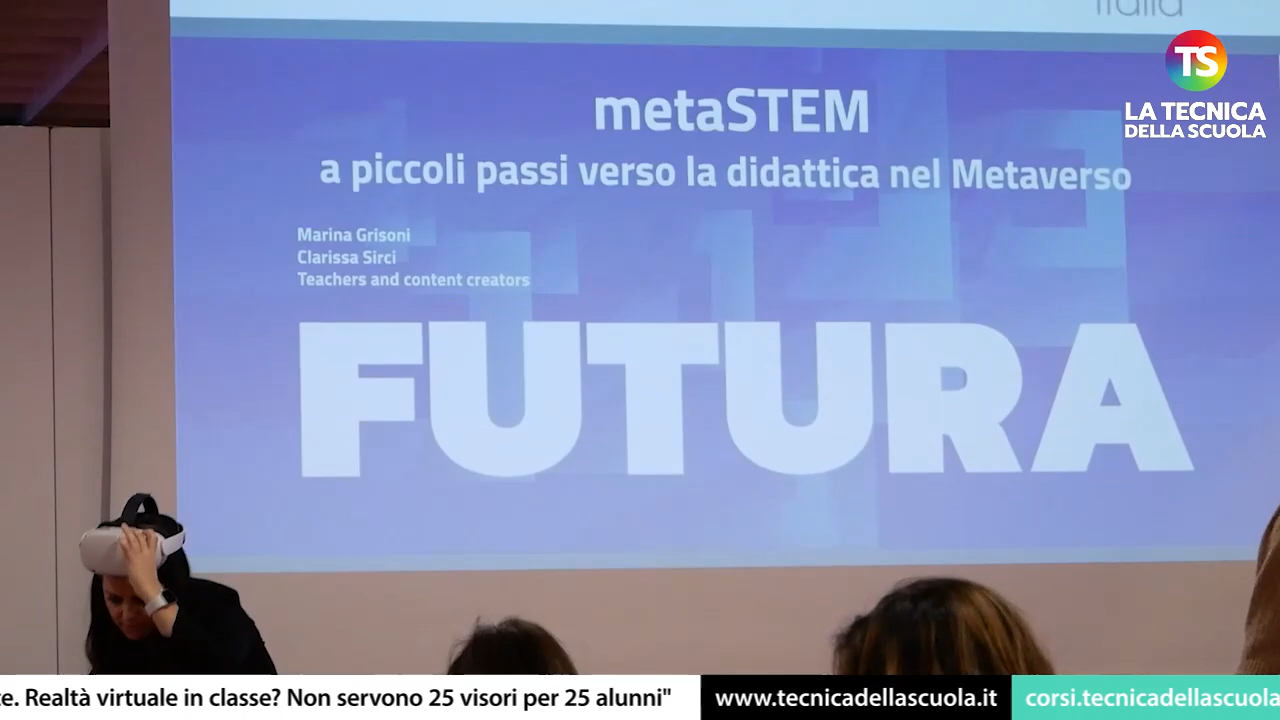 Italia
TS
LA TECNICA
DELLA SCUOLA
metaSTEM
a piccoli passi verso la didattica nel Metaverso
Marina Grisoni
Clarissa Sirci
Teachers and content creators
FUTURA
te. Realtà virtuale in classe? Non servono 25 visori per 25 alunni"
www.tecnicadellascuola.it
corsi.tecnicadellascuola